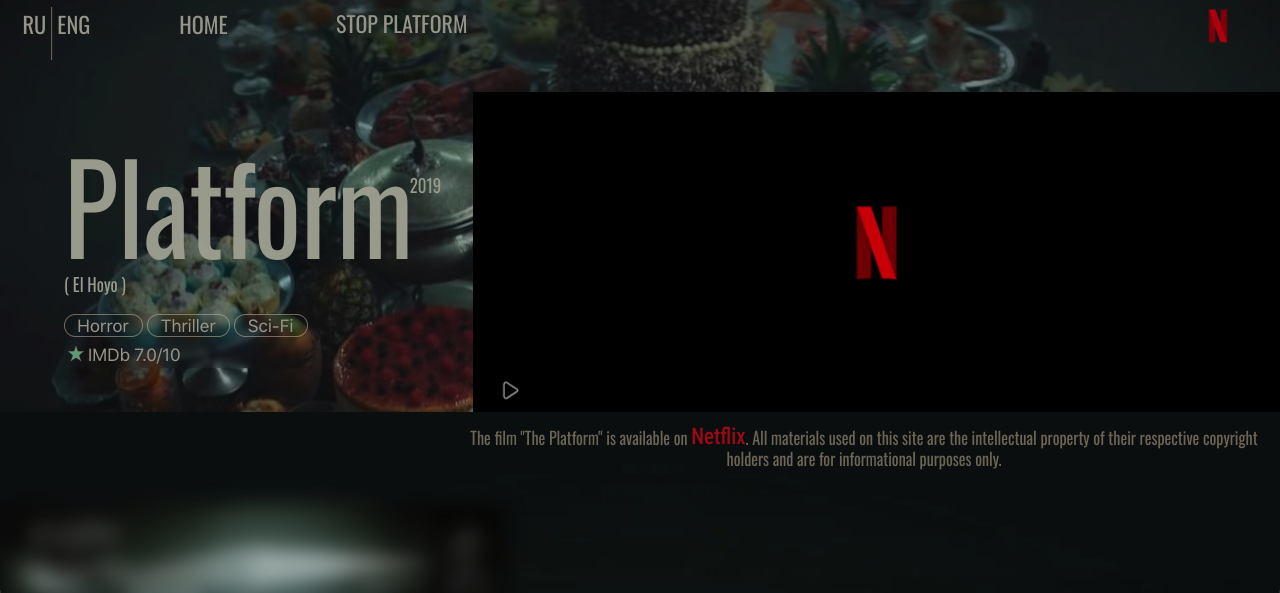 RU ENG HOME STOP PLATFORM
N
Platform 2019
( El Hoyo )
Horror Thriller Sci-Fi
IMDb 7.0/10
N
The film "The Platform" is available on Netflix. All materials used on this site are the intellectual property of their respective copyright
holders and are for informational purposes only.